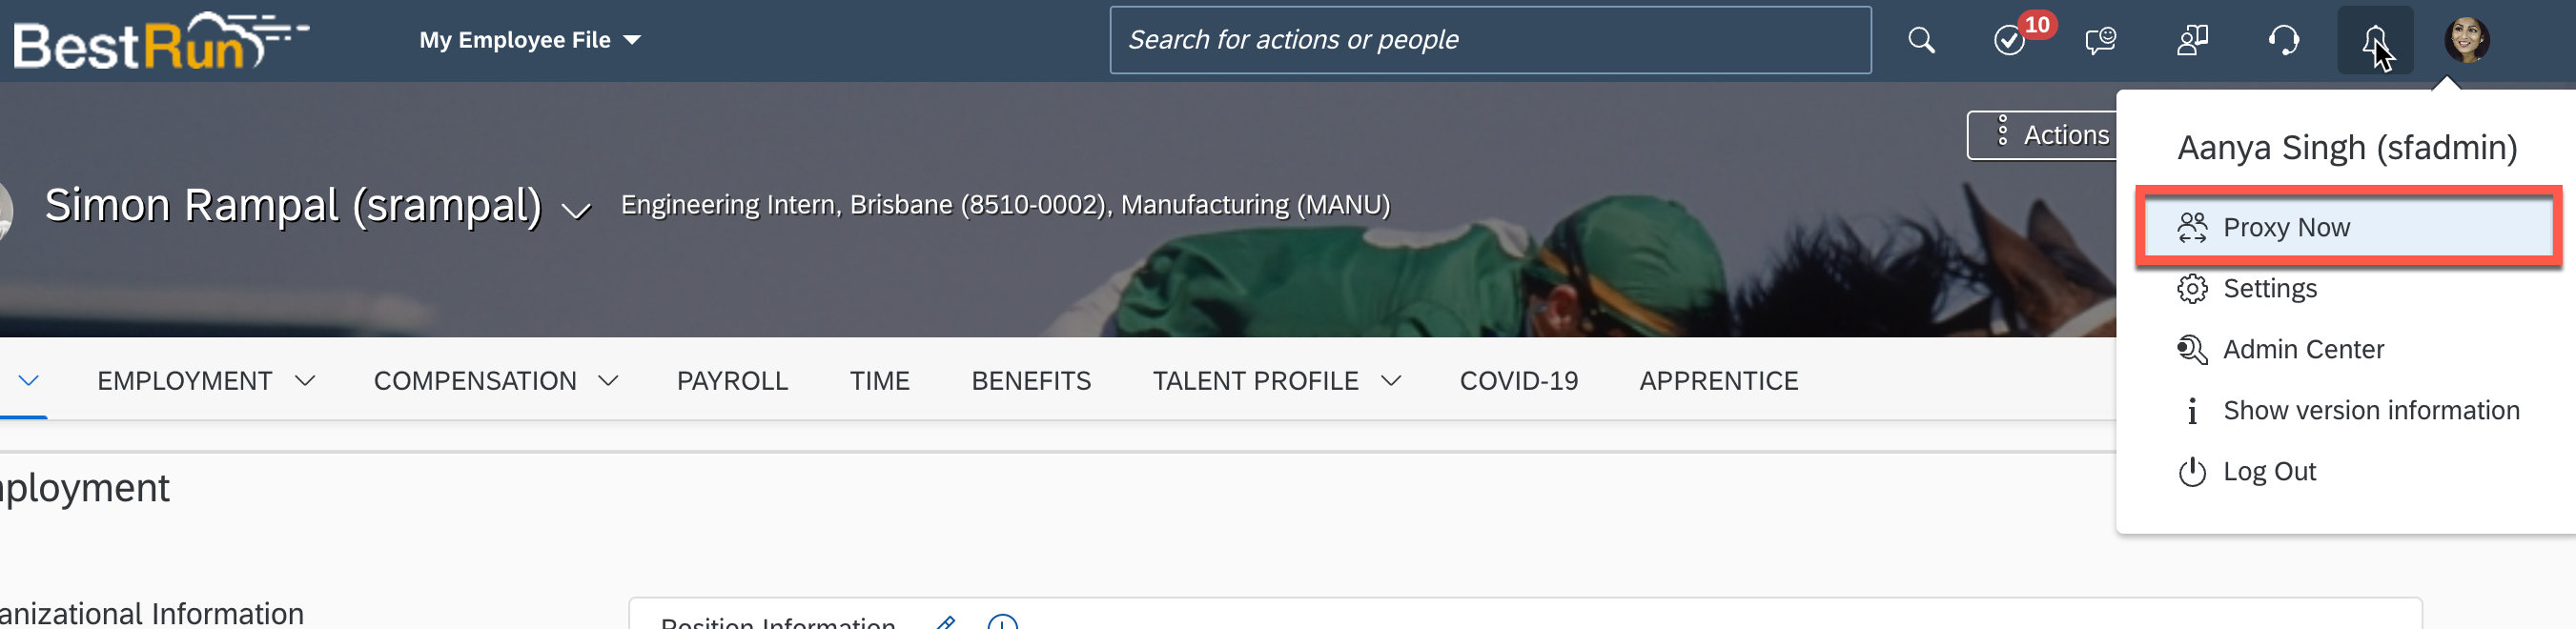 BestRun
My Employee File
Search for actions or people
10
Actions
Aanya Singh (sfadmin)
Simon Rampal (srampal)
Engineering Intern, Brisbane (8510-0002), Manufacturing (MANU)
Proxy Now
Settings
Admin Center
Show version information
Log Out
EMPLOYMENT
COMPENSATION
PAYROLL
TIME
BENEFITS
TALENT PROFILE
COVID-19
APPRENTICE
ployment
anizational Information
Position Information